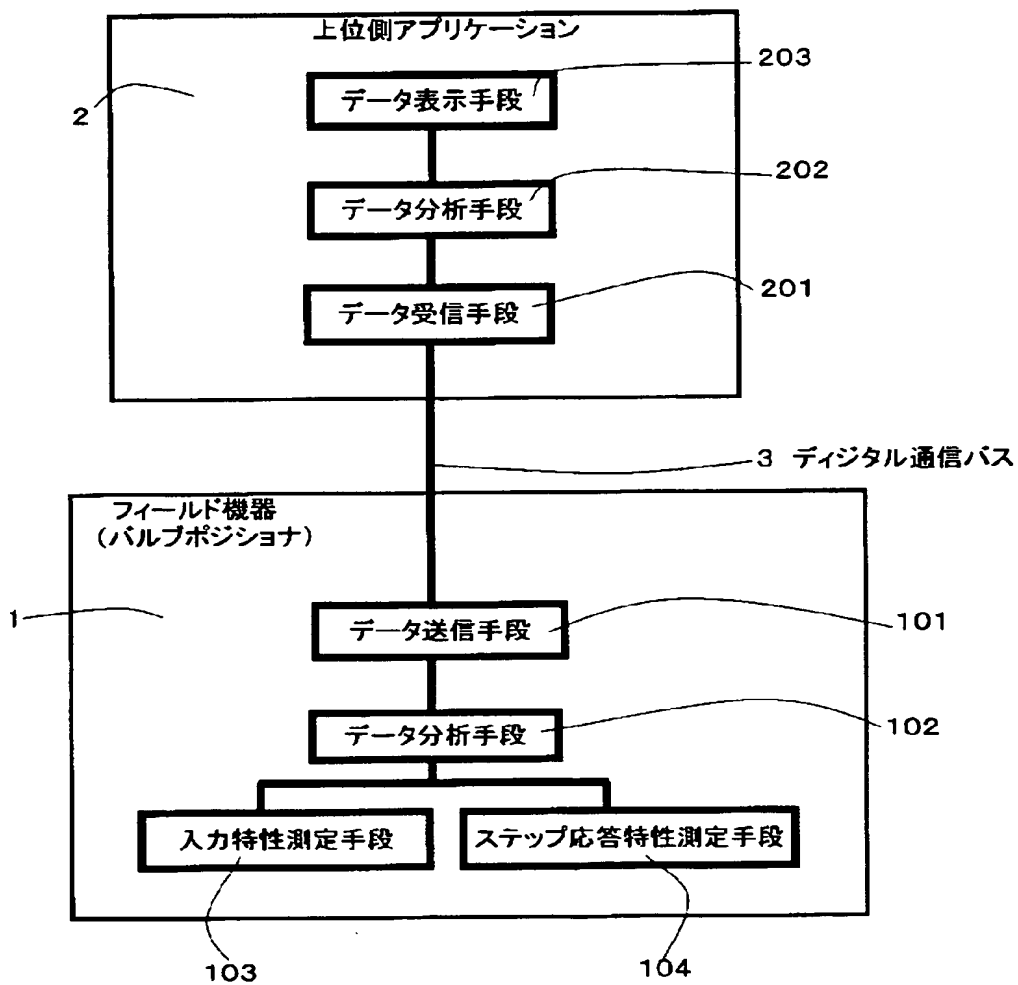 上位側アプリケーション
203
データ表示手段
2
202
データ分析手段
201
データ受信手段
3 ディジタル通信バス
フィールド機器
(バルブポジショナ)
1
101
データ送信手段
102
データ分析手段
入力特性測定手段
ステップ応答特性測定手段
103
104